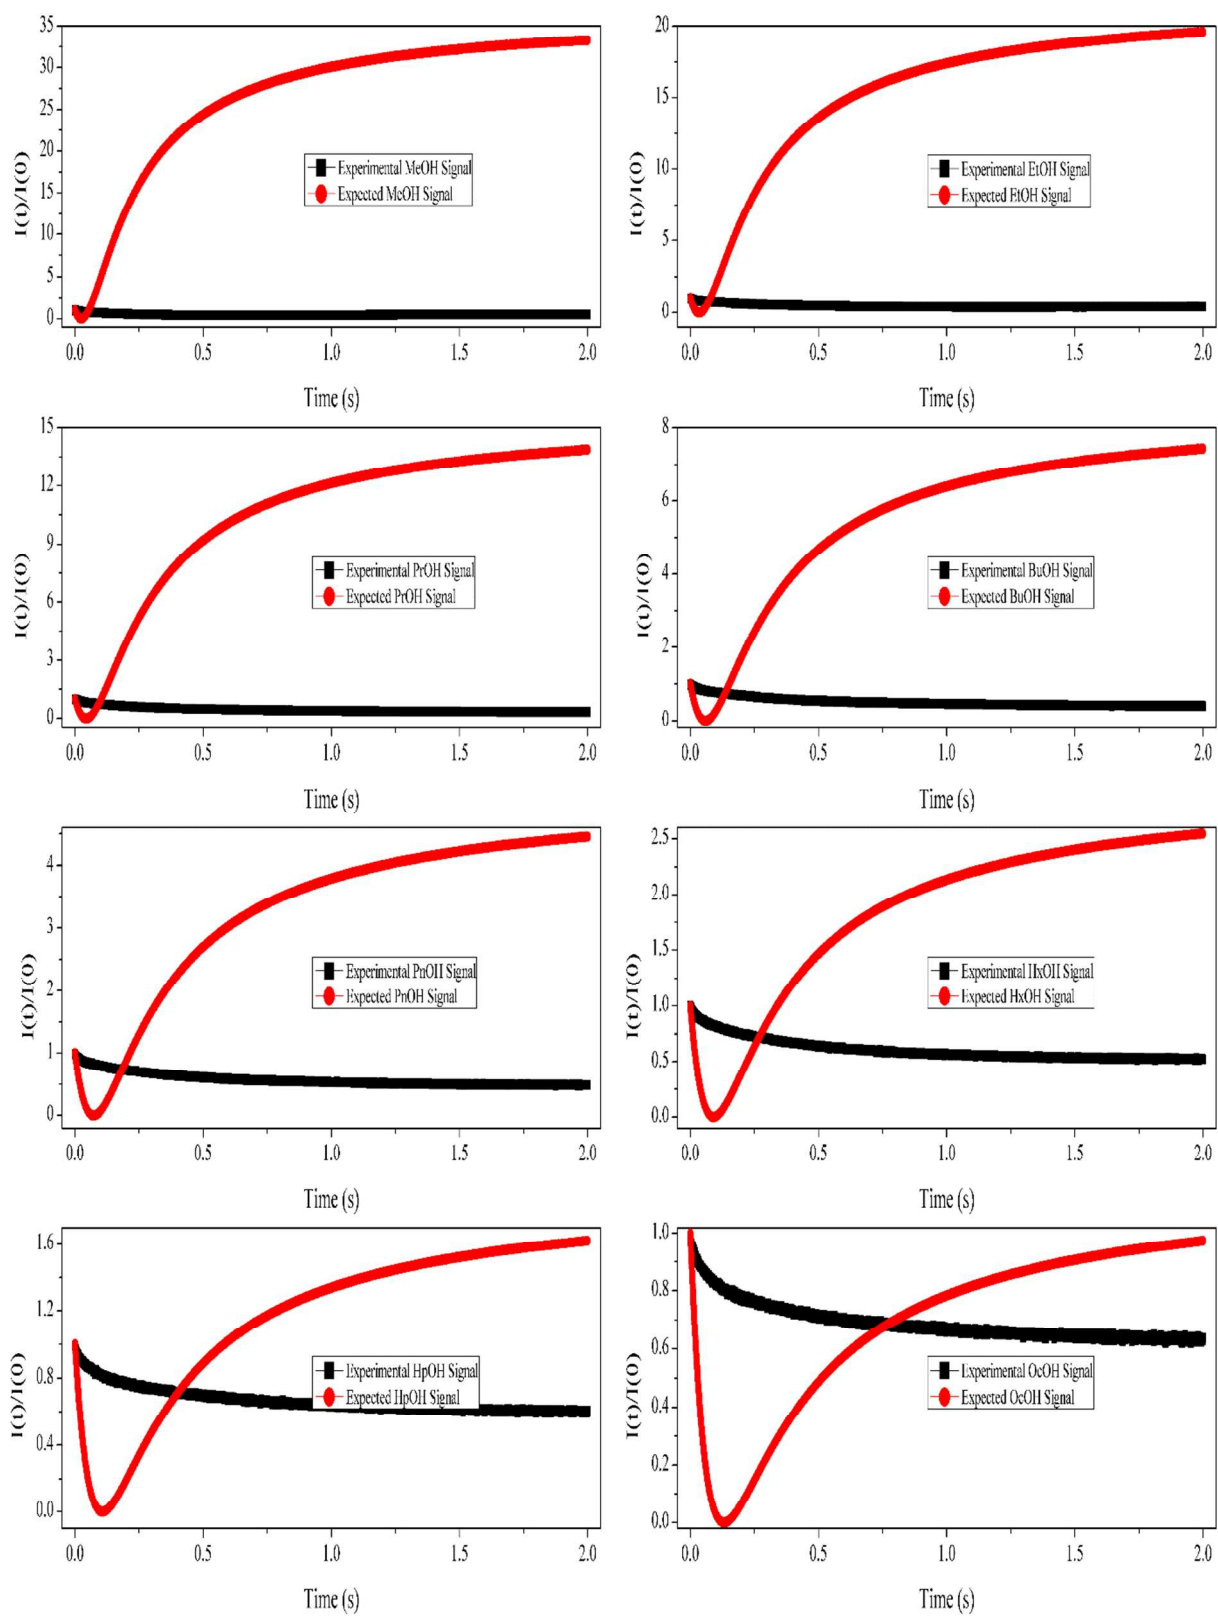 35
30
25
20
15
10
5
0
I(t)/I(0)
Experimental MeOH Signal
Expected MeOH Signal
0.0 0.5 1.0 1.5 2.0
Time (s)
20
15
10
5
0
I(t)/I(0)
Experimental EtOH Signal
Expected EtOH Signal
0.0 0.5 1.0 1.5 2.0
Time (s)
15
12
9
6
3
0
I(t)/I(0)
Experimental PrOH Signal
Expected PrOH Signal
0.0 0.5 1.0 1.5 2.0
Time (s)
8
6
4
2
0
I(t)/I(0)
Experimental BuOH Signal
Expected BuOH Signal
0.0 0.5 1.0 1.5 2.0
Time (s)
4
3
2
1
0
I(t)/I(0)
Experimental PnOH Signal
Expected PnOH Signal
0.0 0.5 1.0 1.5 2.0
Time (s)
2.5
2.0
1.5
1.0
0.5
0.0
I(t)/I(0)
Experimental HxOH Signal
Expected HxOH Signal
0.0 0.5 1.0 1.5 2.0
Time (s)
1.6
1.2
0.8
0.4
0.0
I(t)/I(0)
Experimental HpOH Signal
Expected HpOH Signal
0.0 0.5 1.0 1.5 2.0
Time (s)
1.0
0.8
0.6
0.4
0.2
0.0
I(t)/I(0)
Experimental OcOH Signal
Expected OcOH Signal
0.0 0.5 1.0 1.5 2.0
Time (s)